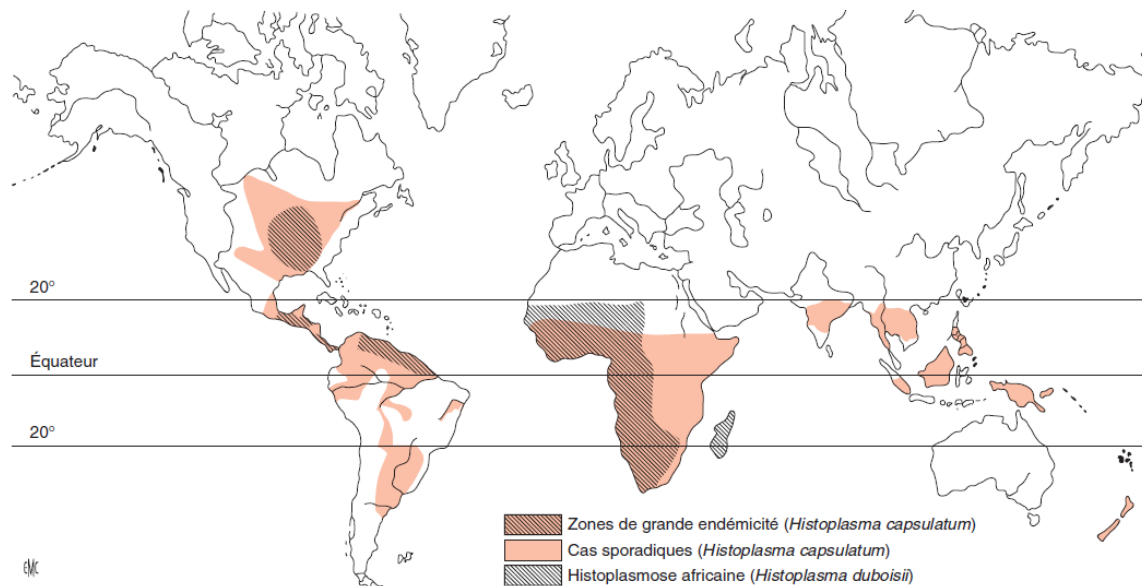 20°
Équateur
20°
Zones de grande endémicité (Histoplasma capsulatum)
Cas sporadiques (Histoplasma capsulatum)
Histoplasmose africaine (Histoplasma duboisii)
EMC